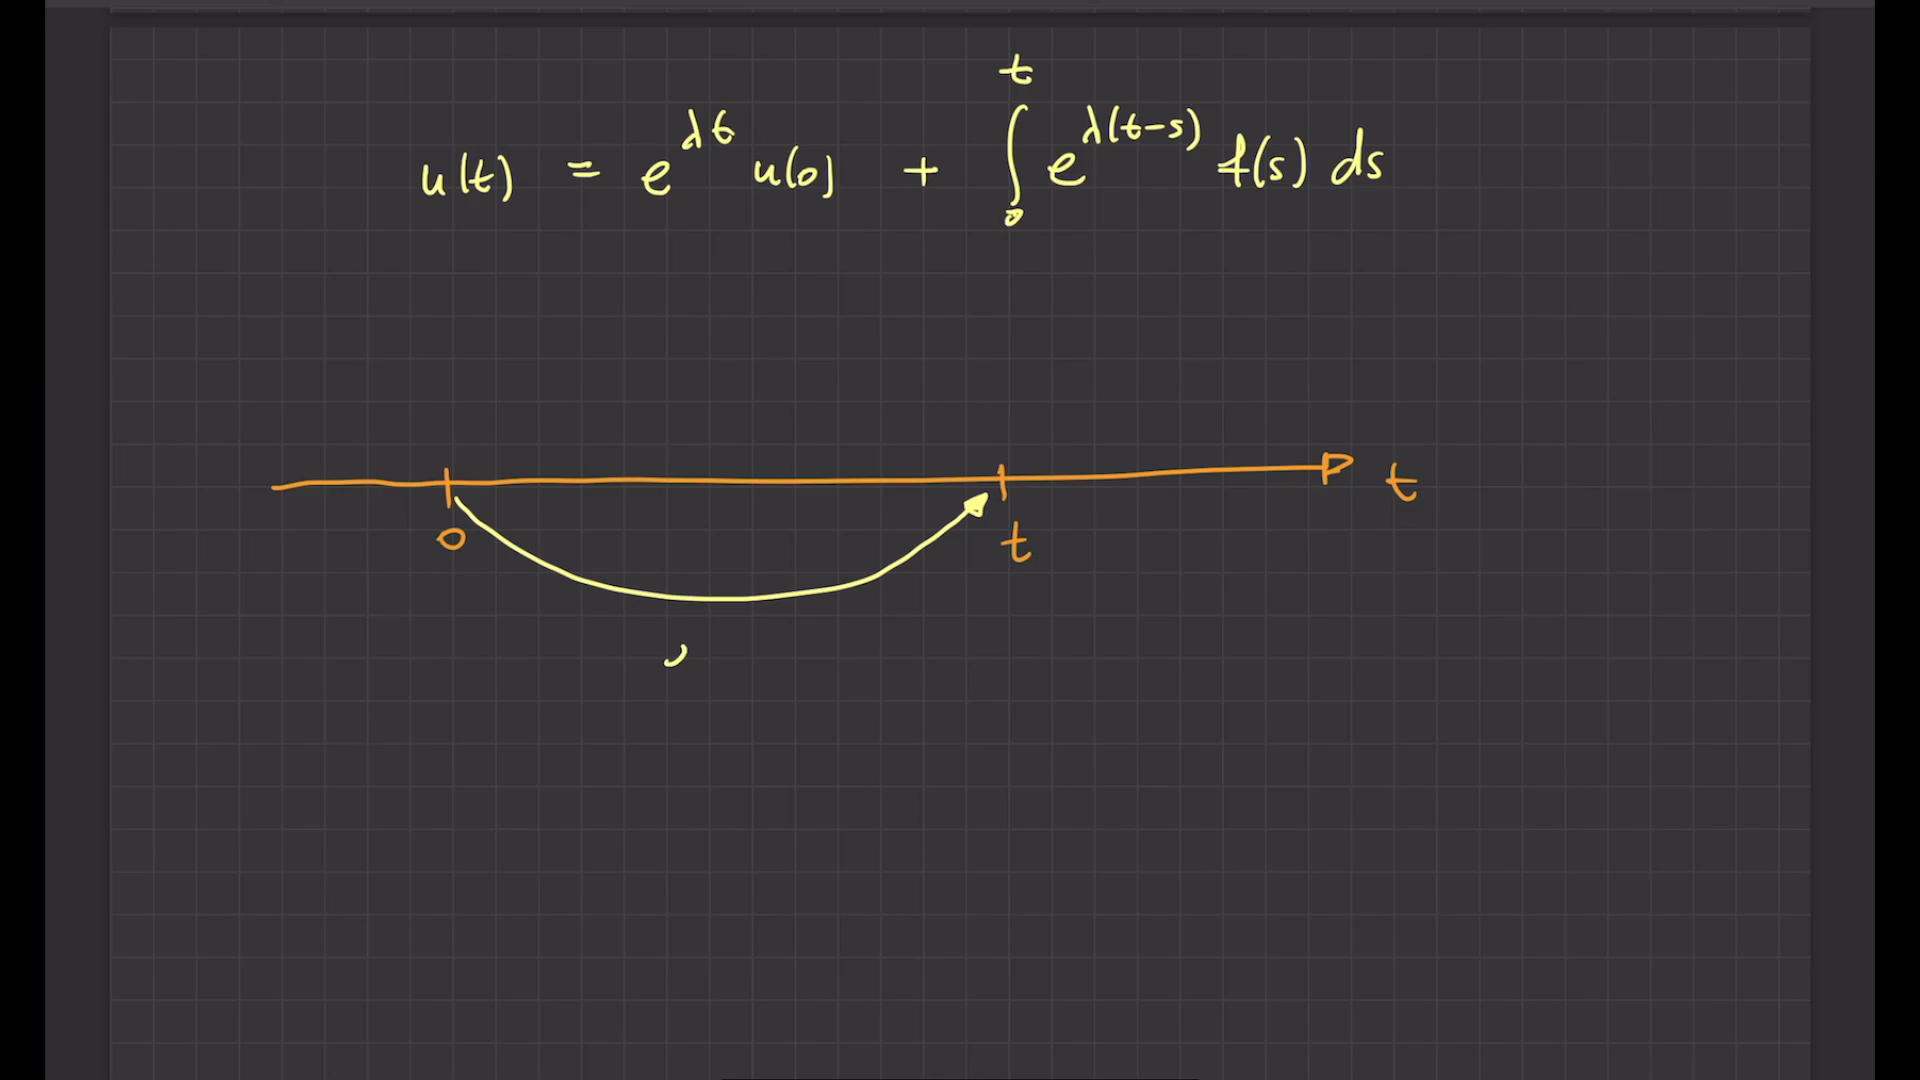 u(t) = e^{λt} u(0) + ∫_0^t e^{λ(t-s)} f(s) ds
t
0 t